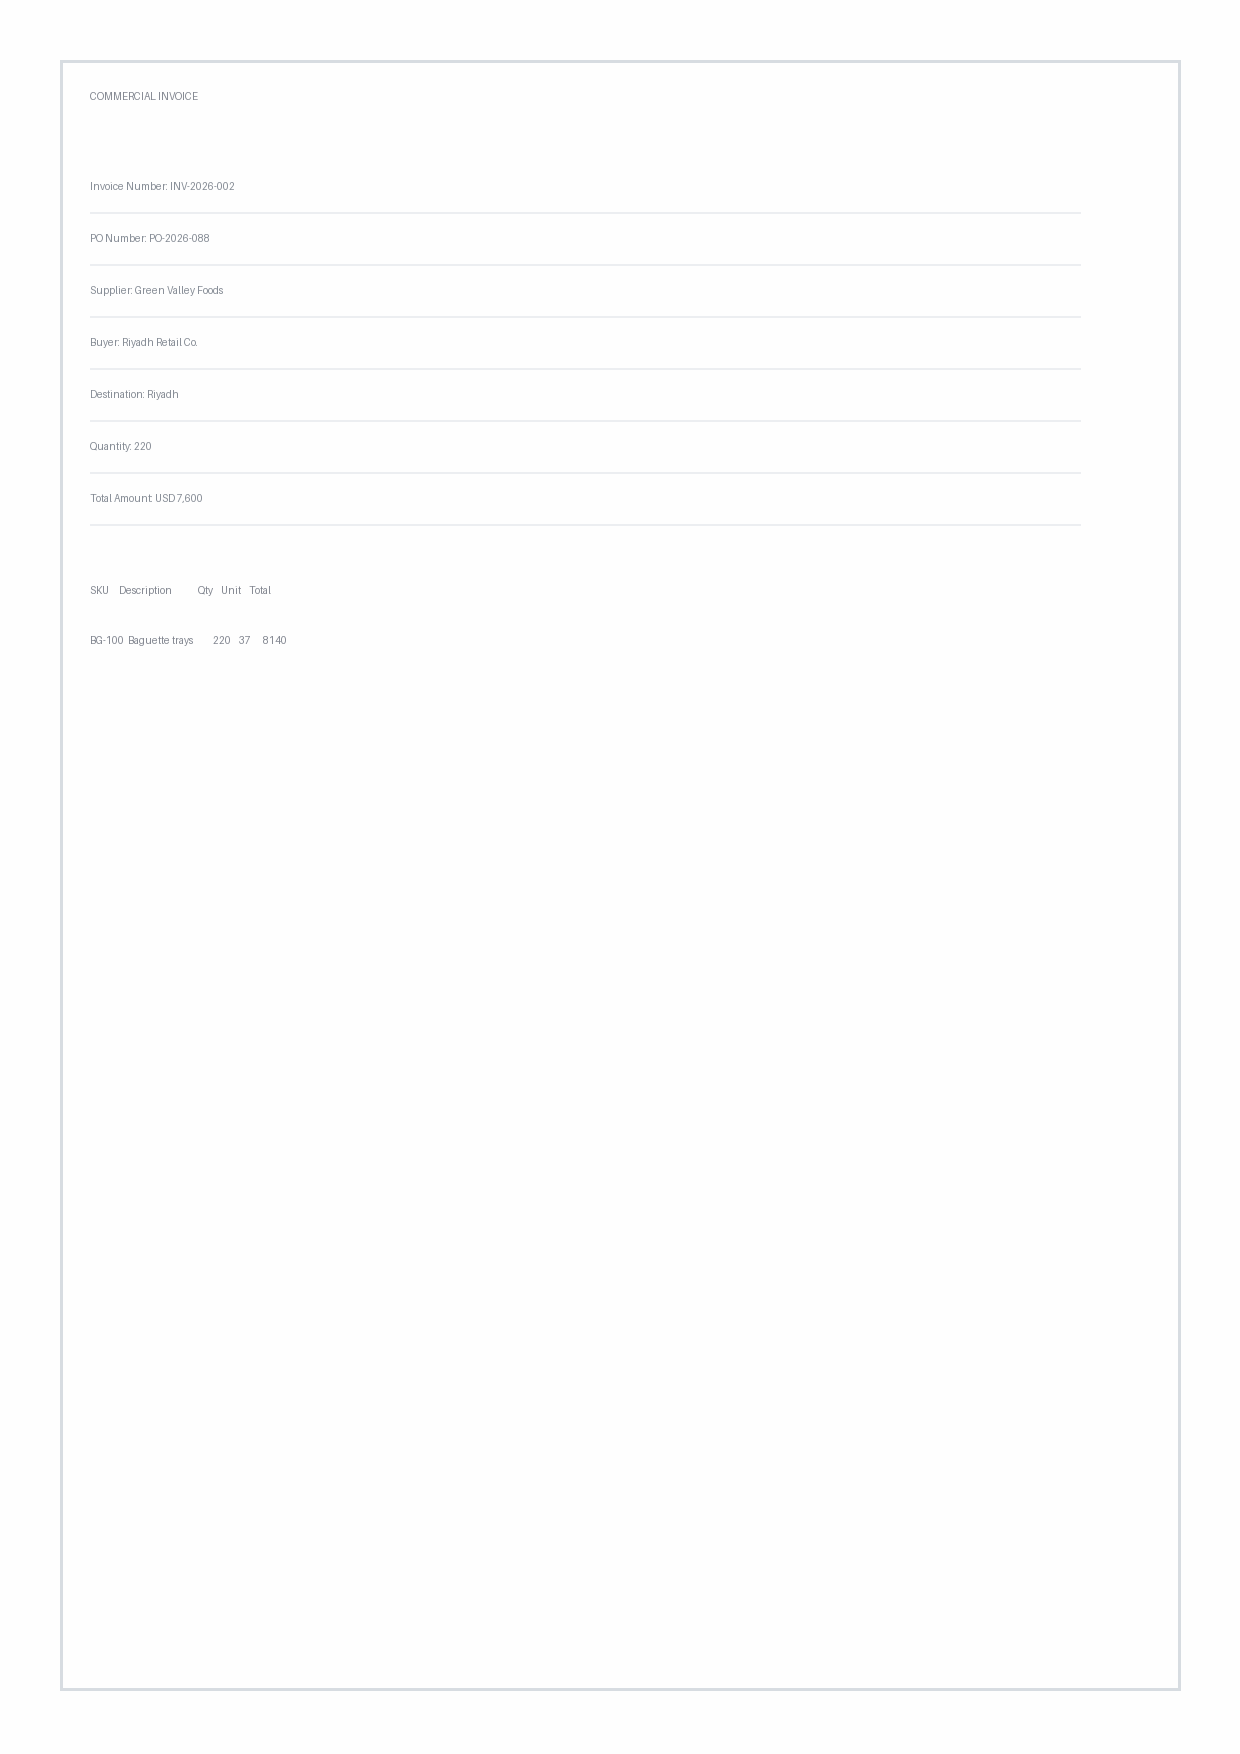 COMMERCIAL INVOICE
Invoice Number: INV-2026-002
PO Number: PO-2026-088
Supplier: Green Valley Foods
Buyer: Riyadh Retail Co.
Destination: Riyadh
Quantity: 220
Total Amount: USD 7,600
SKU Description Qty Unit Total
BG-100 Baguette trays 220 37 8140